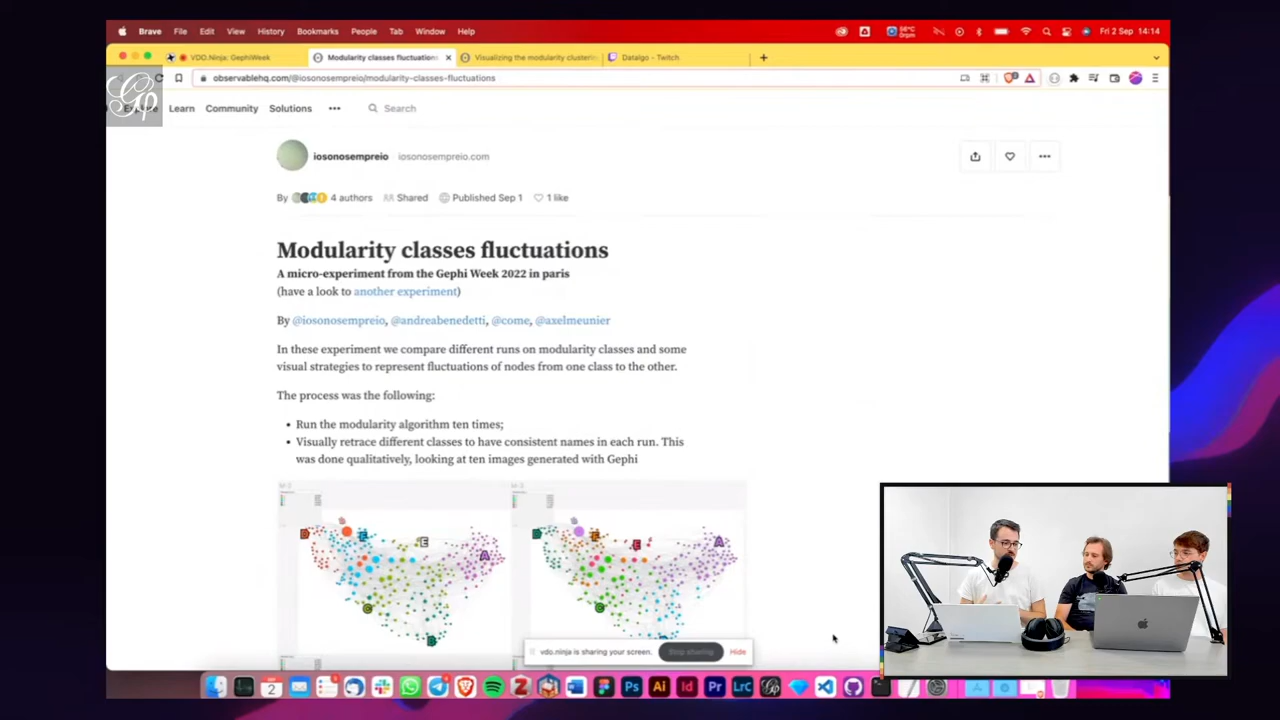 Brave File Edit View History Bookmarks People Tab Window Help
Fri 2 Sep 14:14
VDO.Ninja: GephiWeek
Modularity classes fluctuations
Visualizing the modularity clusterin
Datalgo - Twitch
observablehq.com/@iosonosempreio/modularity-classes-fluctuations
Learn Community Solutions Search
iosonosempreio iosonosempreio.com
By 4 authors Shared Published Sep 1 1 like
Modularity classes fluctuations
A micro-experiment from the Gephi Week 2022 in paris
(have a look to another experiment)
By @iosonosempreio, @andreabenedetti, @come, @axelmeunier
In these experiment we compare different runs on modularity classes and some
visual strategies to represent fluctuations of nodes from one class to the other.
The process was the following:
• Run the modularity algorithm ten times;
• Visually retrace different classes to have consistent names in each run. This
was done qualitatively, looking at ten images generated with Gephi
D F E A
C
B
D F E A
C
vdo.ninja is sharing your screen. Stop sharing Hide